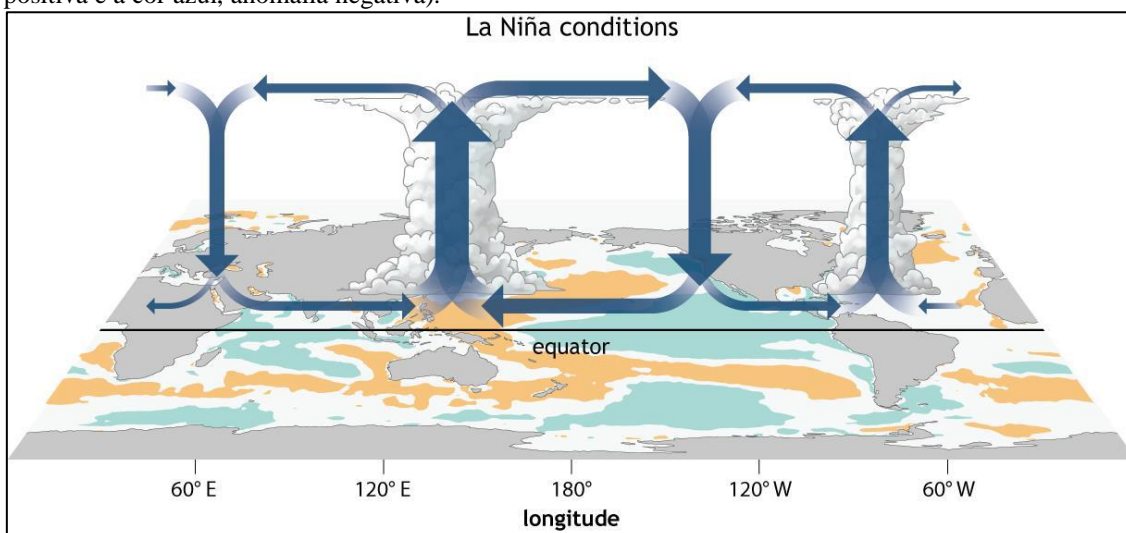 positiva e a cor azul, anomalia negativa).
La Niña conditions
equator
60° E 120° E 180° 120° W 60° W
longitude